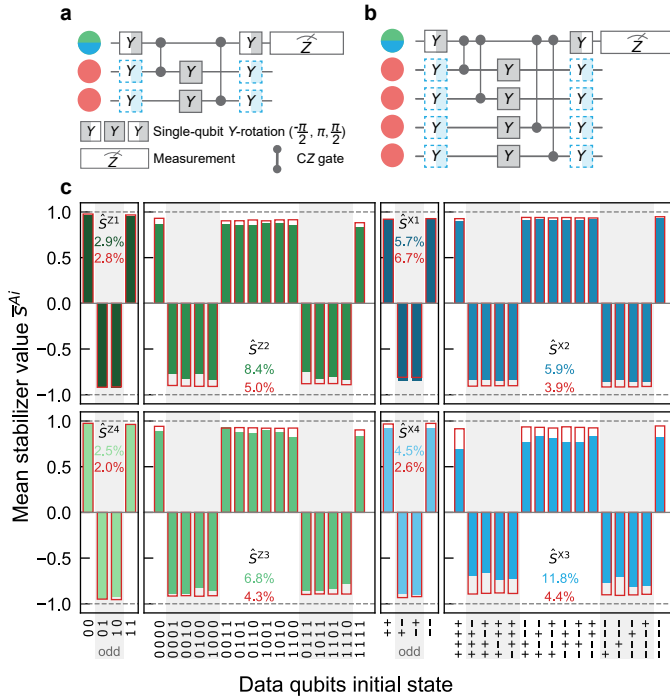 a
b
Y Y Z̄
Y Y Y
Y Y Y
Y Y Z̄
Y Y Y
Y Y Y
Y Y Y
Y Y Y
Y Y Y Single-qubit Y-rotation (-π/2, π, π/2)
Z̄ Measurement CZ gate
c
Mean stabilizer value s̄^Ai
1.0
0.5
0.0
−0.5
−1.0
1.0
0.5
0.0
−0.5
−1.0
Ŝ^Z1
2.9%
2.8%
Ŝ^Z2
8.4%
5.0%
Ŝ^X1
5.7%
6.7%
Ŝ^X2
5.9%
3.9%
Ŝ^Z4
2.5%
2.0%
Ŝ^Z3
6.8%
4.3%
Ŝ^X4
4.5%
2.6%
Ŝ^X3
11.8%
4.4%
00
01
10
11
odd
0000
0001
0010
0100
1000
0011
0101
0110
1001
1010
1100
0111
1011
1101
1110
1111
++
+−
−+
−−
odd
Data qubits initial state